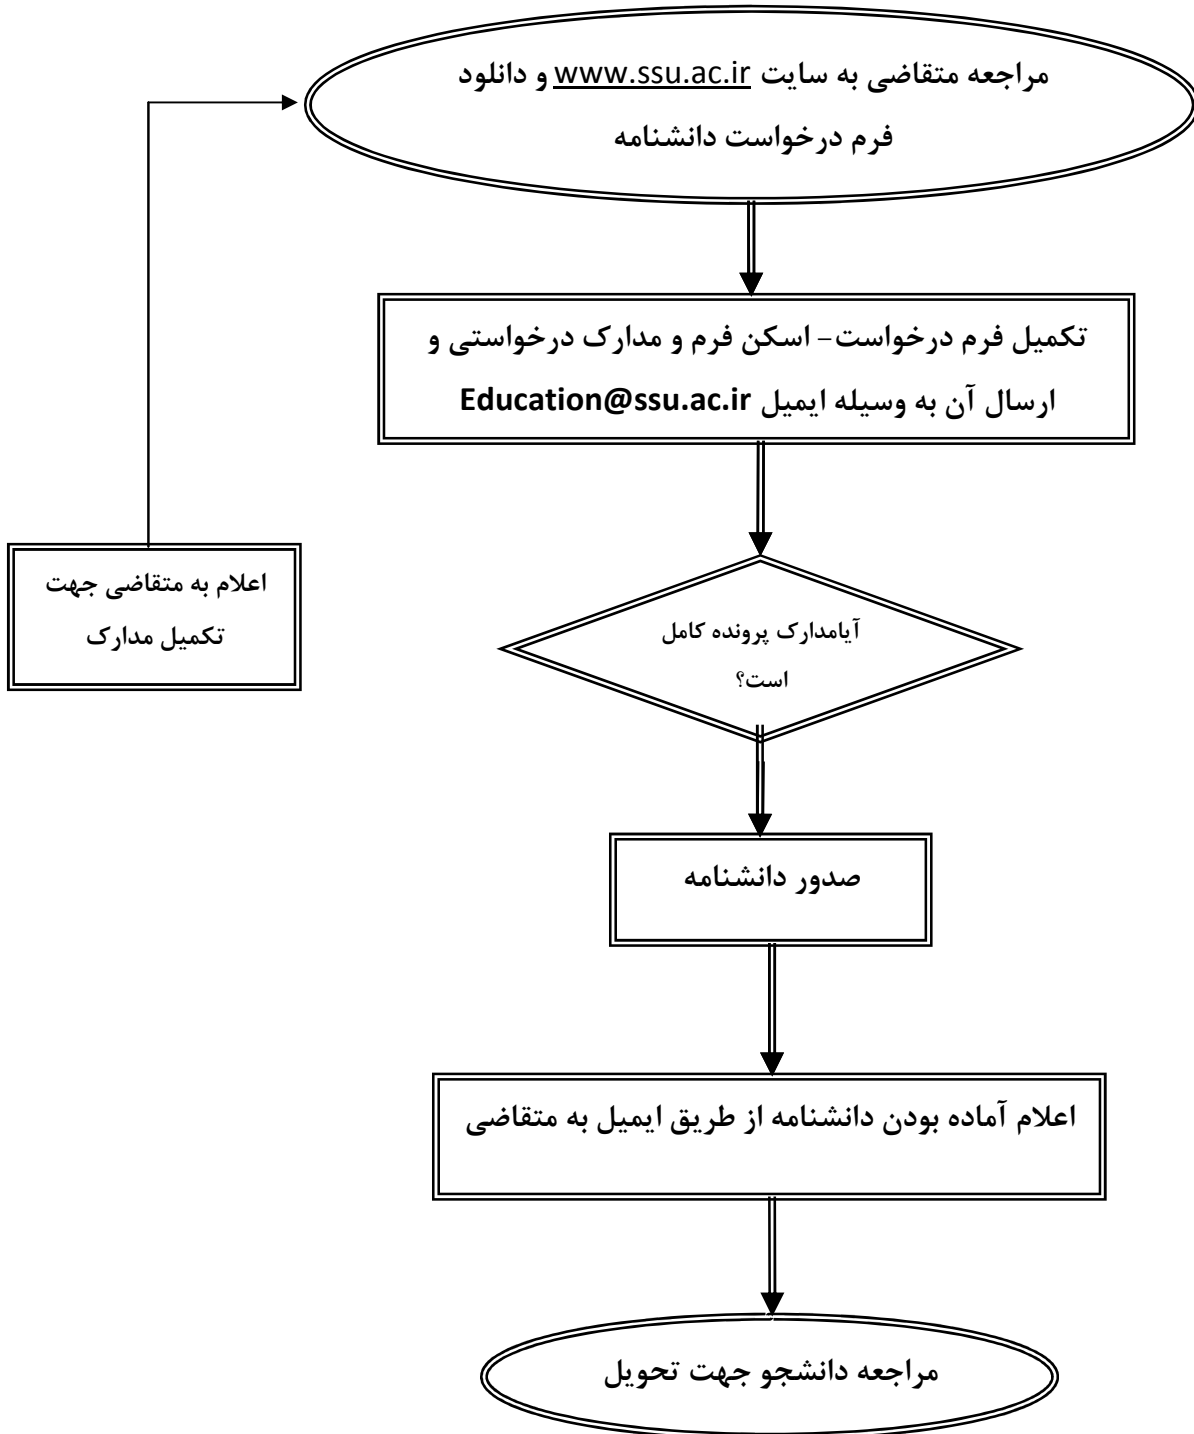 مراجعه متقاضی به سایت www.ssu.ac.ir و دانلود
فرم درخواست دانشنامه
تکمیل فرم درخواست- اسکن فرم و مدارک درخواستی و
ارسال آن به وسیله ایمیل Education@ssu.ac.ir
اعلام به متقاضی جهت
تکمیل مدارک
آیامدارک پرونده کامل
است؟
صدور دانشنامه
اعلام آماده بودن دانشنامه از طریق ایمیل به متقاضی
مراجعه دانشجو جهت تحویل